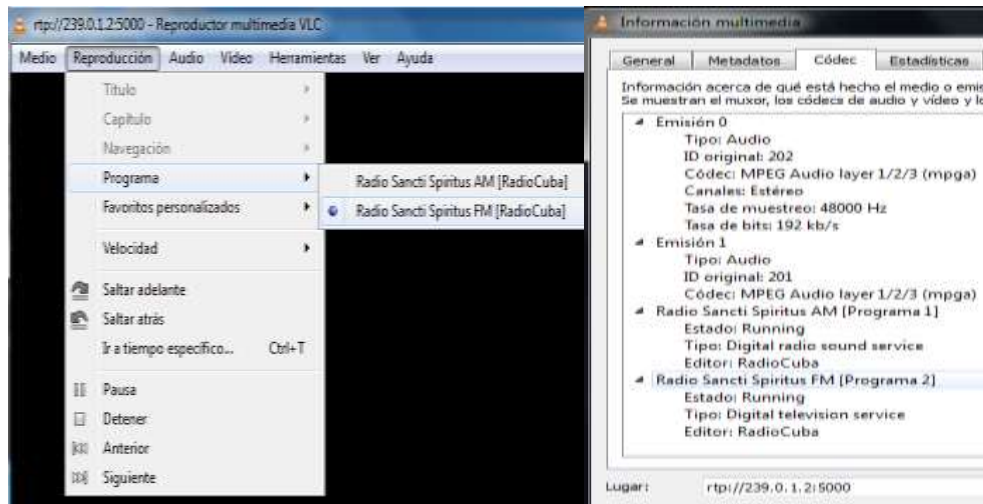 rtp://239.0.1.2:5000 - Reproductor multimedia VLC
Medio Reproducción Audio Vídeo Herramientas Ver Ayuda
Título
Capítulo
Navegación
Programa
Favoritos personalizados
Velocidad
Saltar adelante
Saltar atrás
Ir a tiempo específico... Ctrl+T
Pausa
Detener
Anterior
Siguiente
Radio Sancti Spiritus AM [RadioCuba]
Radio Sancti Spiritus FM [RadioCuba]
Información multimedia
General Metadatos Códec Estadísticas
Información acerca de qué está hecho el medio o emis
Se muestran el muxor, los códecs de audio y vídeo y lo
Emisión 0
Tipo: Audio
ID original: 202
Códec: MPEG Audio layer 1/2/3 (mpga)
Canales: Estéreo
Tasa de muestreo: 48000 Hz
Tasa de bits: 192 kb/s
Emisión 1
Tipo: Audio
ID original: 201
Códec: MPEG Audio layer 1/2/3 (mpga)
Radio Sancti Spiritus AM [Programa 1]
Estado: Running
Tipo: Digital radio sound service
Editor: RadioCuba
Radio Sancti Spiritus FM [Programa 2]
Estado: Running
Tipo: Digital television service
Editor: RadioCuba
Lugar: rtp://239.0.1.2:5000